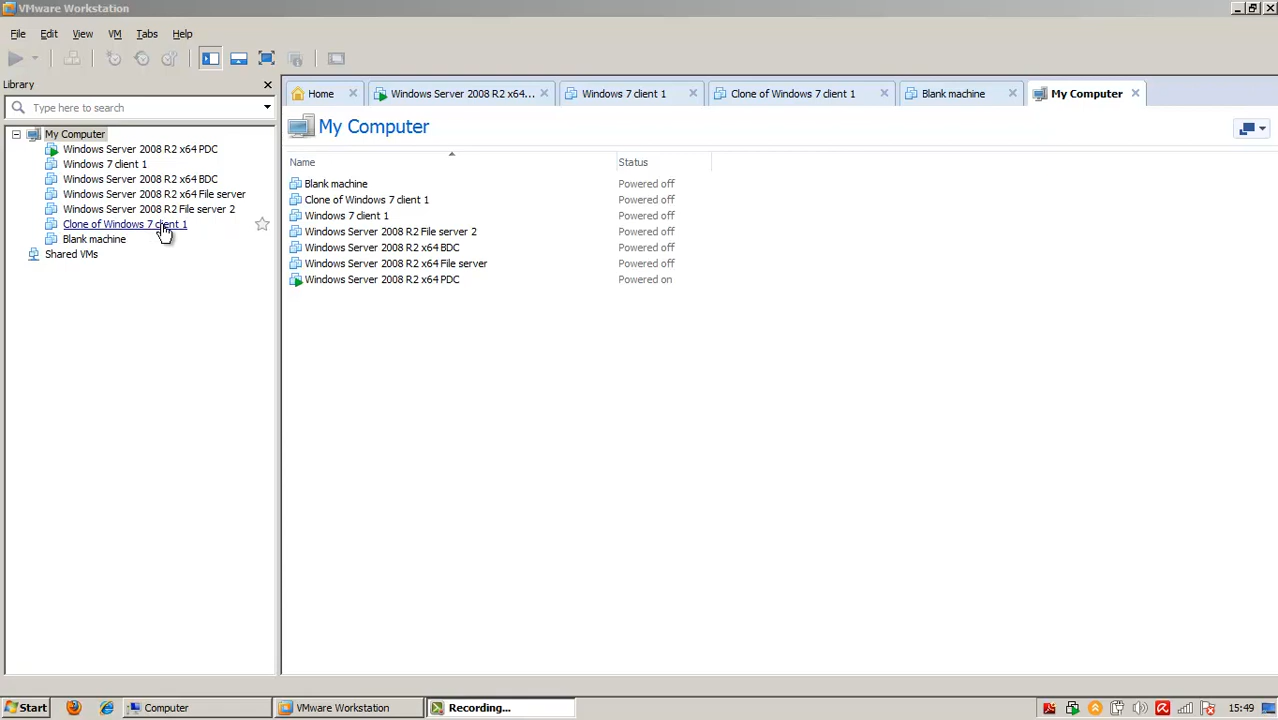 VMware Workstation
File Edit View VM Tabs Help
Library
Type here to search
My Computer
Windows Server 2008 R2 x64 PDC
Windows 7 client 1
Windows Server 2008 R2 x64 BDC
Windows Server 2008 R2 x64 File server
Windows Server 2008 R2 File server 2
Clone of Windows 7 client 1
Blank machine
Shared VMs
Home Windows Server 2008 R2 x64... Windows 7 client 1 Clone of Windows 7 client 1 Blank machine My Computer
My Computer
Name Status
Blank machine Powered off
Clone of Windows 7 client 1 Powered off
Windows 7 client 1 Powered off
Windows Server 2008 R2 File server 2 Powered off
Windows Server 2008 R2 x64 BDC Powered off
Windows Server 2008 R2 x64 File server Powered off
Windows Server 2008 R2 x64 PDC Powered on
Start Computer VMware Workstation Recording... 15:49